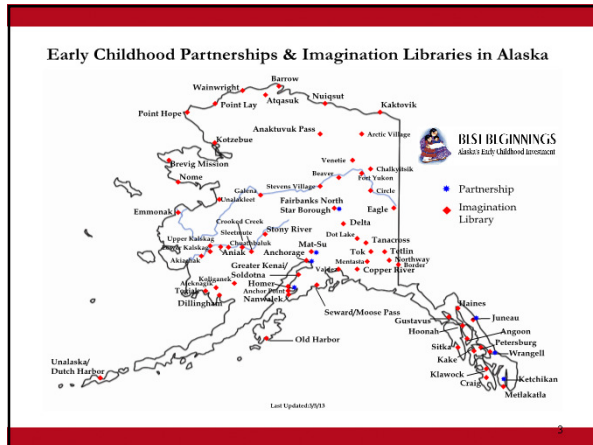 Early Childhood Partnerships & Imagination Libraries in Alaska
Barrow
Wainwright
Atqasuk
Nuiqsut
Point Lay
Kaktovik
Point Hope
Anaktuvuk Pass
Arctic Village
Kotzebue
BEST BEGINNINGS
Alaska's Early Childhood Investment
Venetie
Chalkyitsik
Brevig Mission
Beaver
Fort Yukon
Nome
Stevens Village
Circle
Partnership
Galena
Unalakleet
Fairbanks North
Star Borough
Eagle
Imagination
Library
Emmonak
Crooked Creek
Delta
Sleetmute
Stony River
Dot Lake
Upper Kalskag
Chuathbaluk
Mat-Su
Tanacross
Lower Kalskag
Aniak
Anchorage
Tok
Tetlin
Akiachak
Mentasta
Northway
Greater Kenai/
Soldotna
Valdez
Copper River
Border
Koliganek
Aleknagik
Homer
Togiak
Anchor Point
Nanwalek
Dillingham
Seward/Moose Pass
Haines
Gustavus
Juneau
Hoonah
Angoon
Old Harbor
Sitka
Petersburg
Kake
Wrangell
Unalaska/
Dutch Harbor
Klawock
Craig
Ketchikan
Metlakatla
Last Updated:3/5/13
3